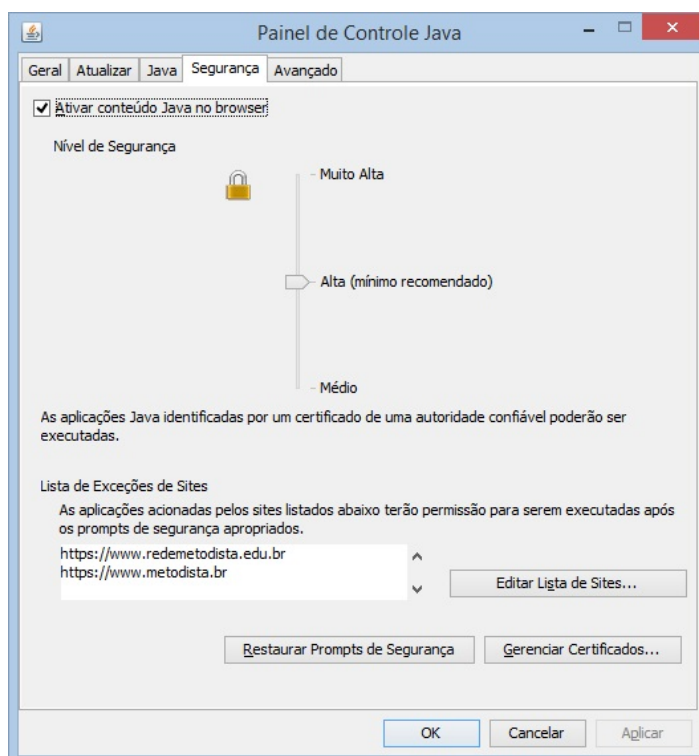 Painel de Controle Java
Geral Atualizar Java Segurança Avançado
Ativar conteúdo Java no browser
Nível de Segurança
Muito Alta
Alta (mínimo recomendado)
Médio
As aplicações Java identificadas por um certificado de uma autoridade confiável poderão ser
executadas.
Lista de Exceções de Sites
As aplicações acionadas pelos sites listados abaixo terão permissão para serem executadas após
os prompts de segurança apropriados.
https://www.redemetodista.edu.br
https://www.metodista.br
Editar Lista de Sites...
Restaurar Prompts de Segurança Gerenciar Certificados...
OK Cancelar Aplicar